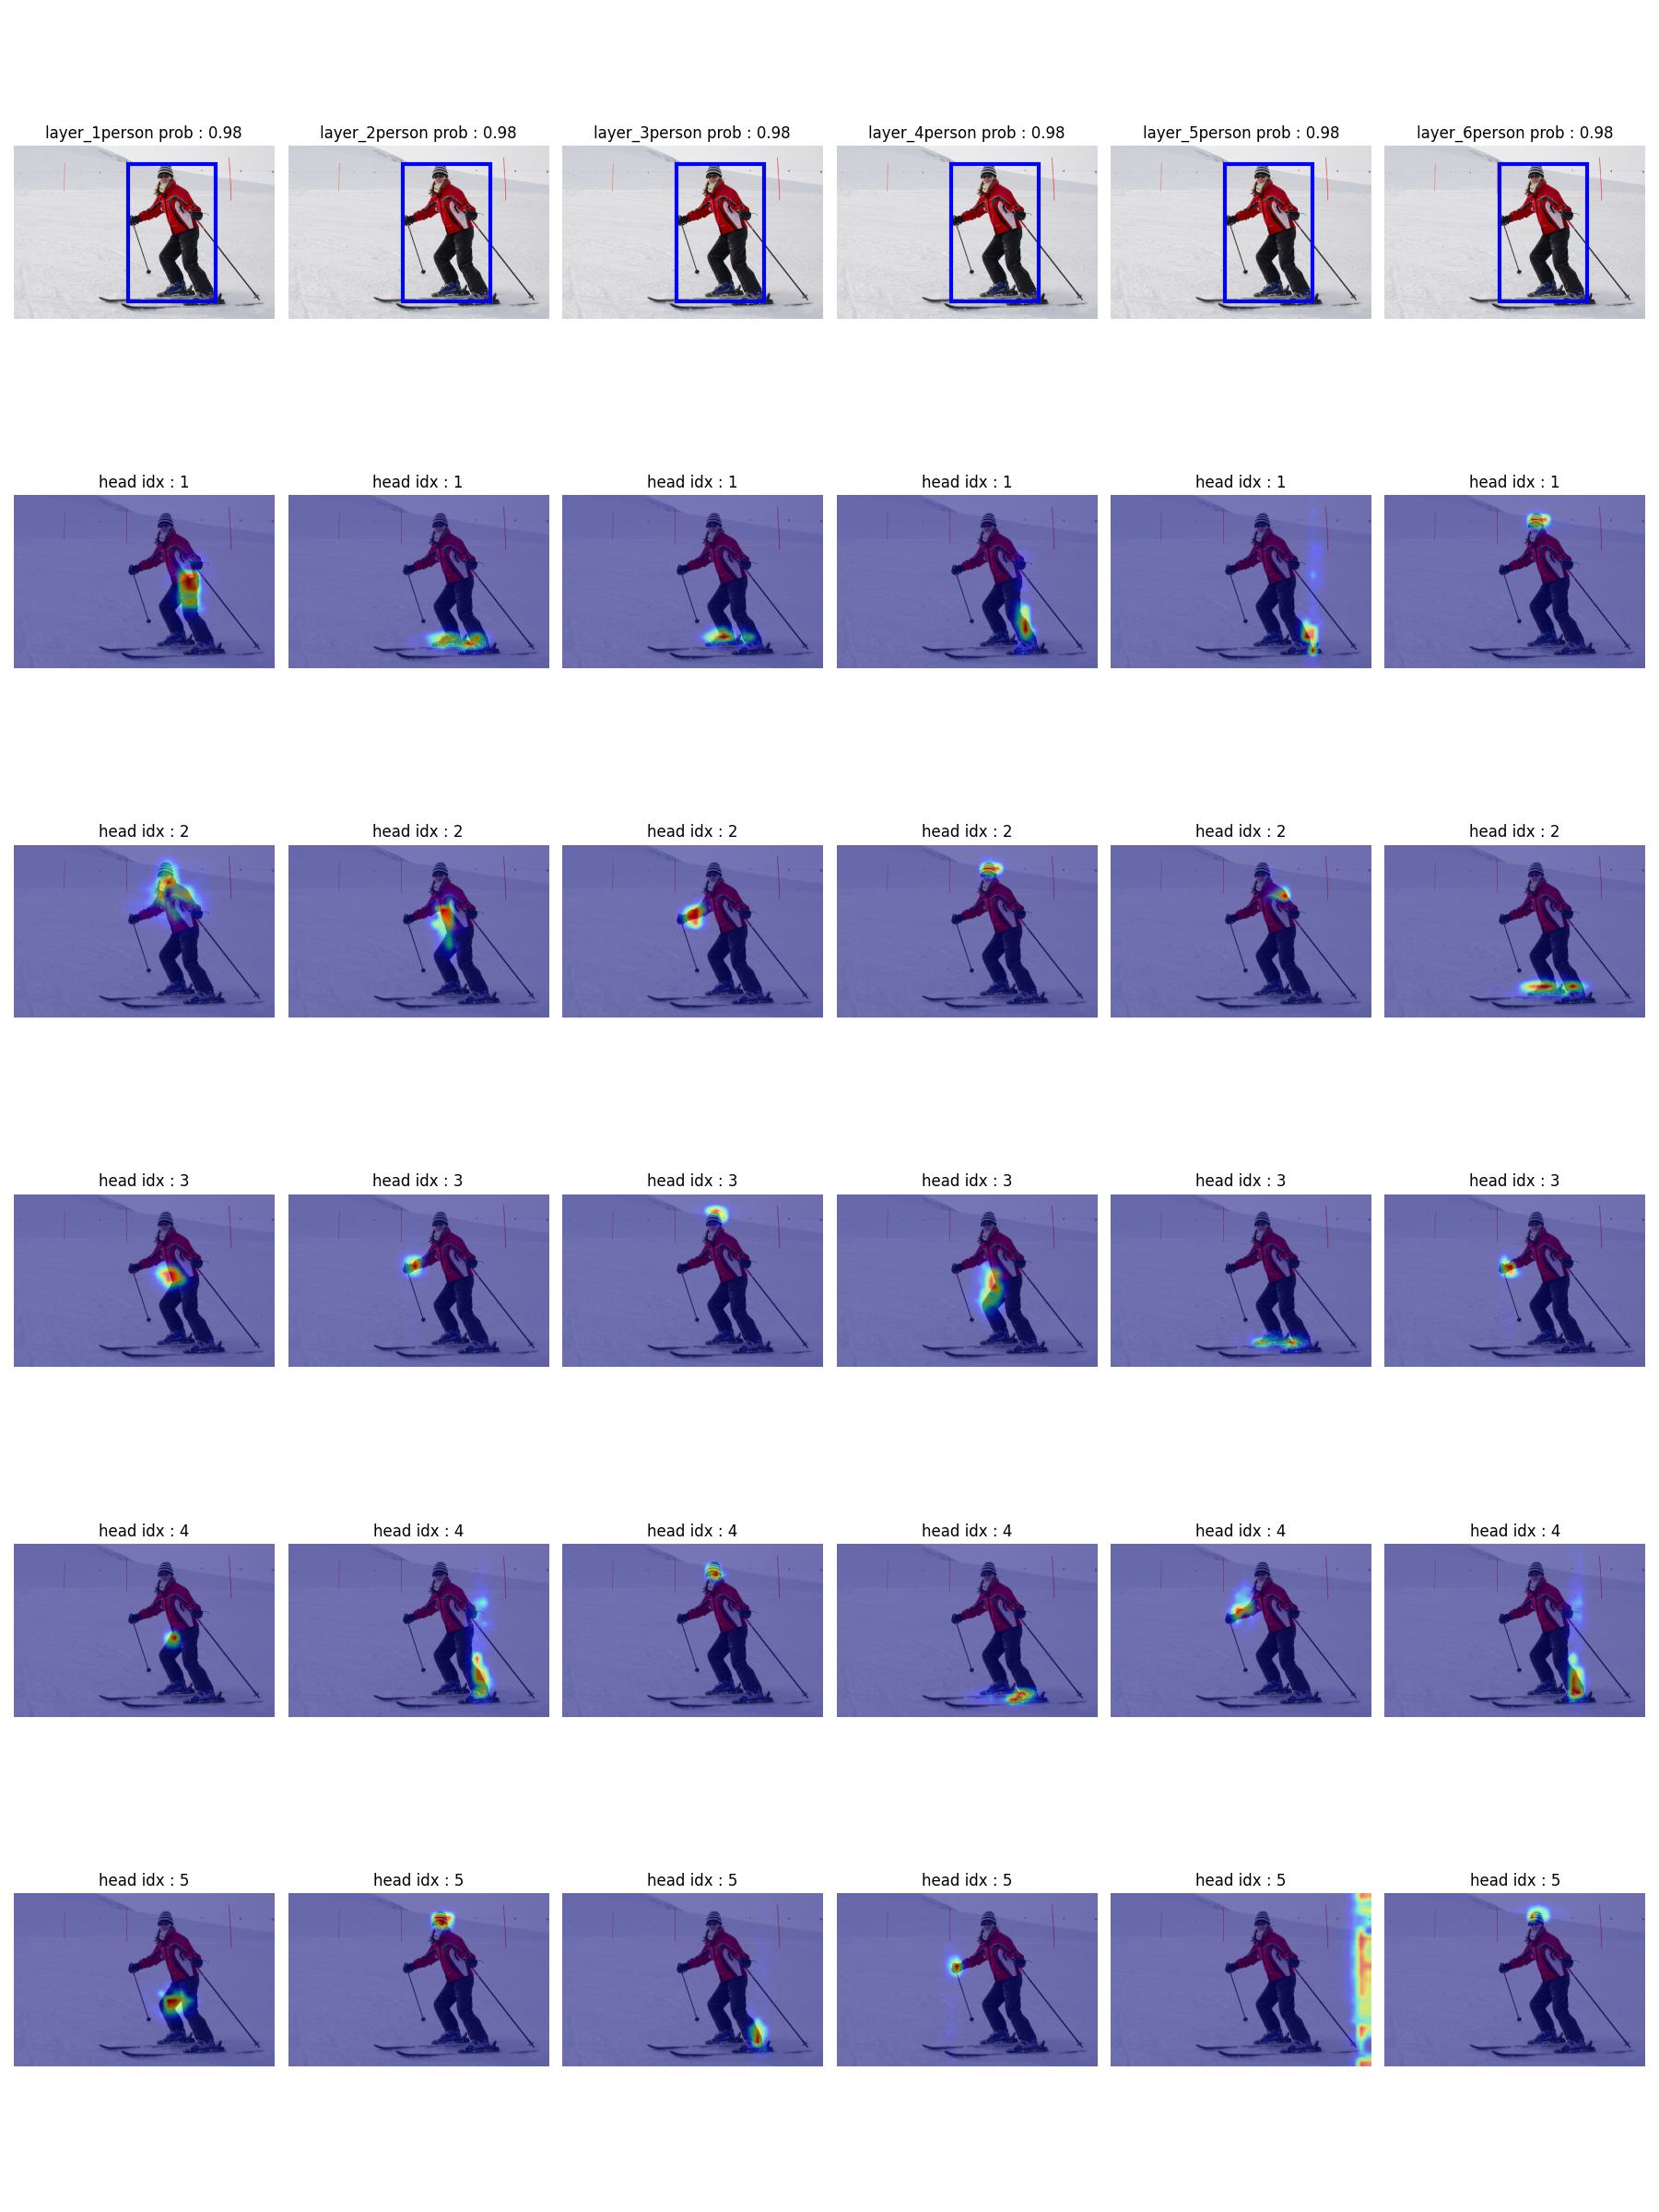 layer_1person prob : 0.98
layer_2person prob : 0.98
layer_3person prob : 0.98
layer_4person prob : 0.98
layer_5person prob : 0.98
layer_6person prob : 0.98
head idx : 1
head idx : 1
head idx : 1
head idx : 1
head idx : 1
head idx : 1
head idx : 2
head idx : 2
head idx : 2
head idx : 2
head idx : 2
head idx : 2
head idx : 3
head idx : 3
head idx : 3
head idx : 3
head idx : 3
head idx : 3
head idx : 4
head idx : 4
head idx : 4
head idx : 4
head idx : 4
head idx : 4
head idx : 5
head idx : 5
head idx : 5
head idx : 5
head idx : 5
head idx : 5